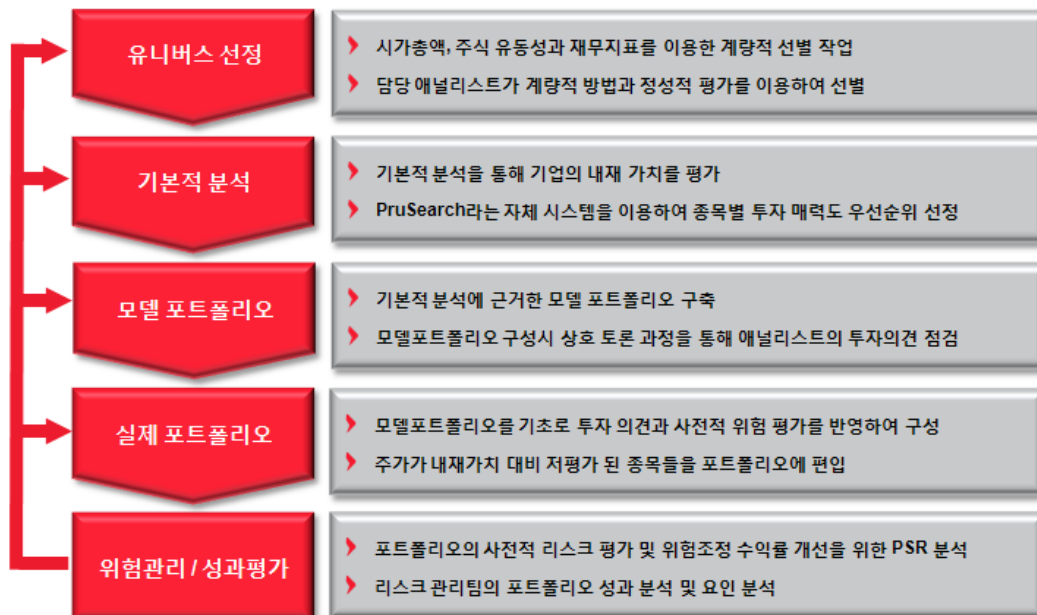 유니버스 선정
시가총액, 주식 유동성과 재무지표를 이용한 계량적 선별 작업
담당 애널리스트가 계량적 방법과 정성적 평가를 이용하여 선별
기본적 분석
기본적 분석을 통해 기업의 내재 가치를 평가
PruSearch라는 자체 시스템을 이용하여 종목별 투자 매력도 우선순위 선정
모델 포트폴리오
기본적 분석에 근거한 모델 포트폴리오 구축
모델포트폴리오 구성시 상호 토론 과정을 통해 애널리스트의 투자의견 점검
실제 포트폴리오
모델포트폴리오를 기초로 투자 의견과 사전적 위험 평가를 반영하여 구성
주가가 내재가치 대비 저평가 된 종목들을 포트폴리오에 편입
위험관리 / 성과평가
포트폴리오의 사전적 리스크 평가 및 위험조정 수익률 개선을 위한 PSR 분석
리스크 관리팀의 포트폴리오 성과 분석 및 요인 분석